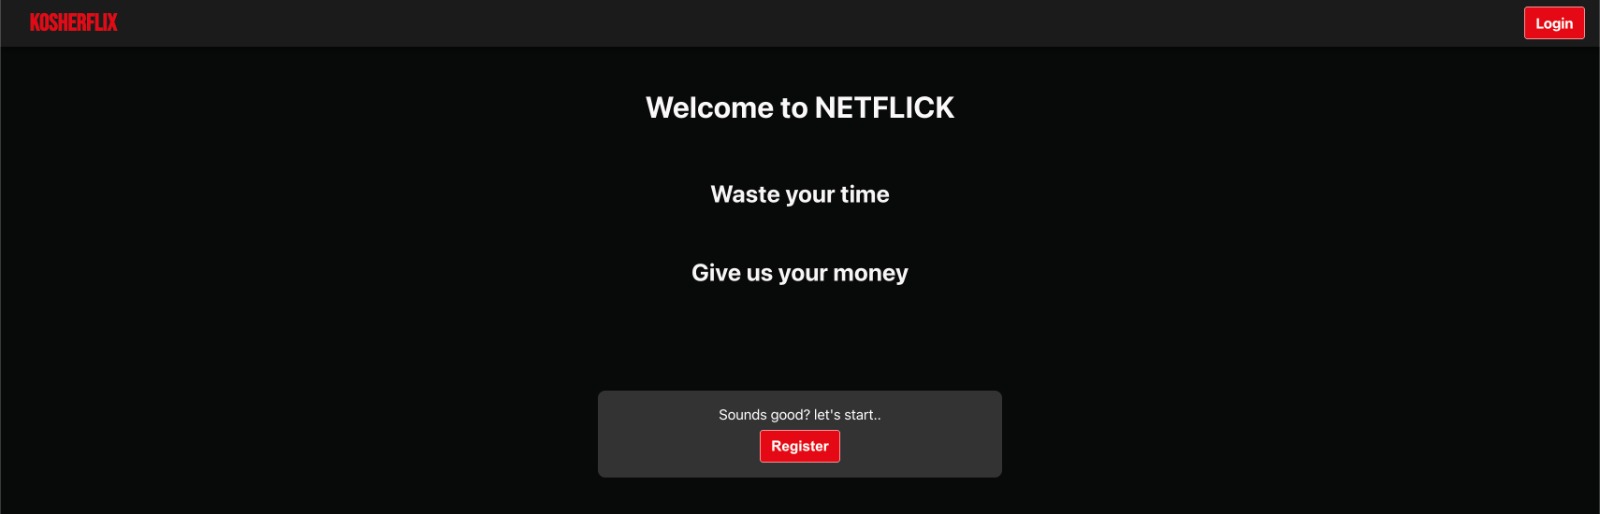 KOSHERFLIX
Login
Welcome to NETFLICK
Waste your time
Give us your money
Sounds good? let's start..
Register